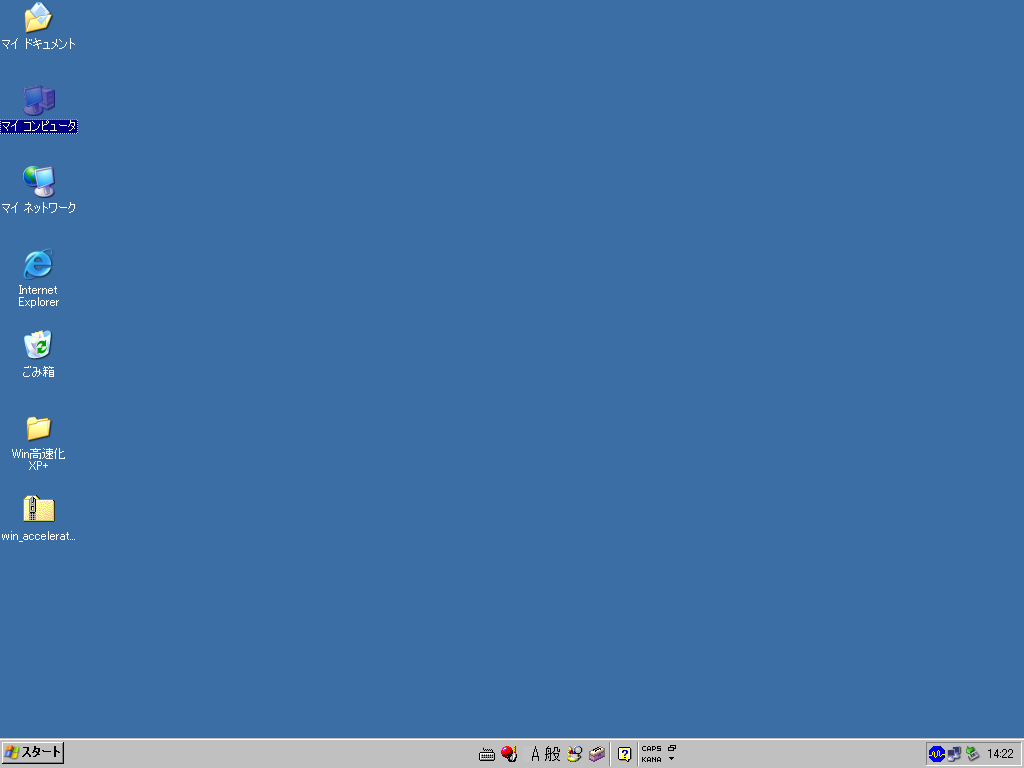 マイ ドキュメント
マイ コンピュータ
マイ ネットワーク
Internet
Explorer
ごみ箱
Win高速化
XP+
win_accelerat...
スタート
A 般
CAPS
KANA
14:22